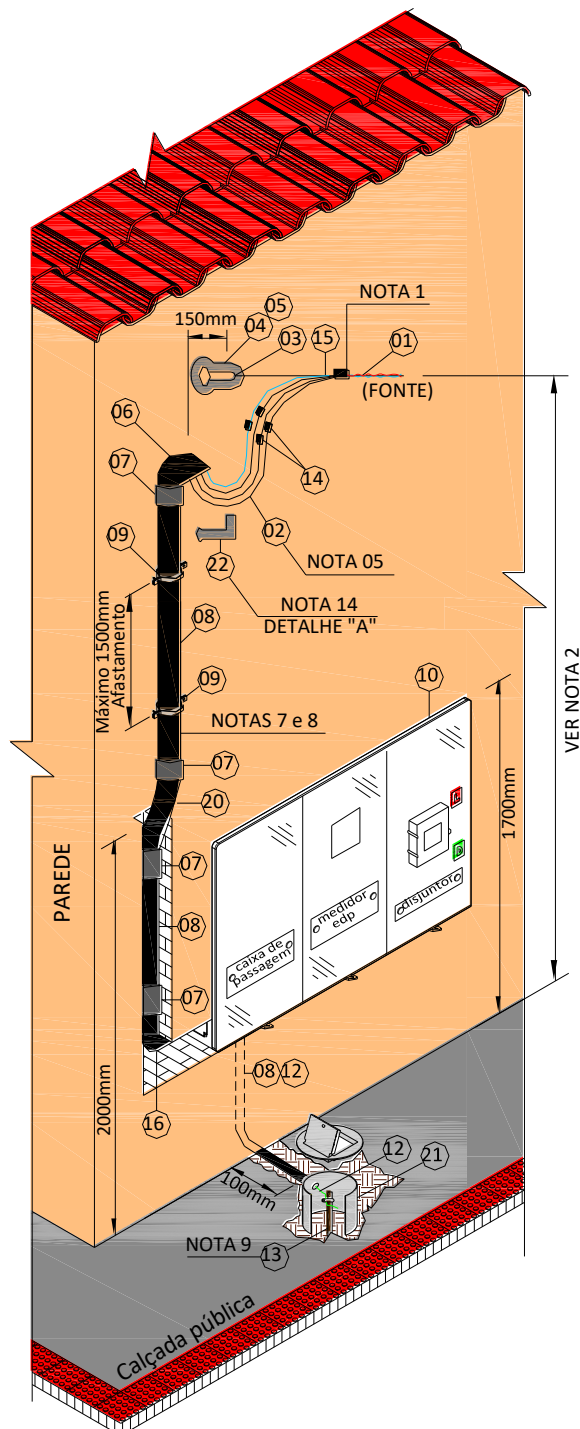 NOTA 1
05
150mm
04
03
15
01
(FONTE)
06
07
14
02
09
NOTA 05
22
NOTA 14
DETALHE "A"
Máximo 1500mm
Afastamento
08
09
10
NOTAS 7 e 8
07
20
VER NOTA 2
1700mm
PAREDE
07
08
07
caixa de
passagem
medidor
edp
disjuntor
D
2000mm
16
08
12
12
21
100mm
NOTA 9
13
Calçada pública